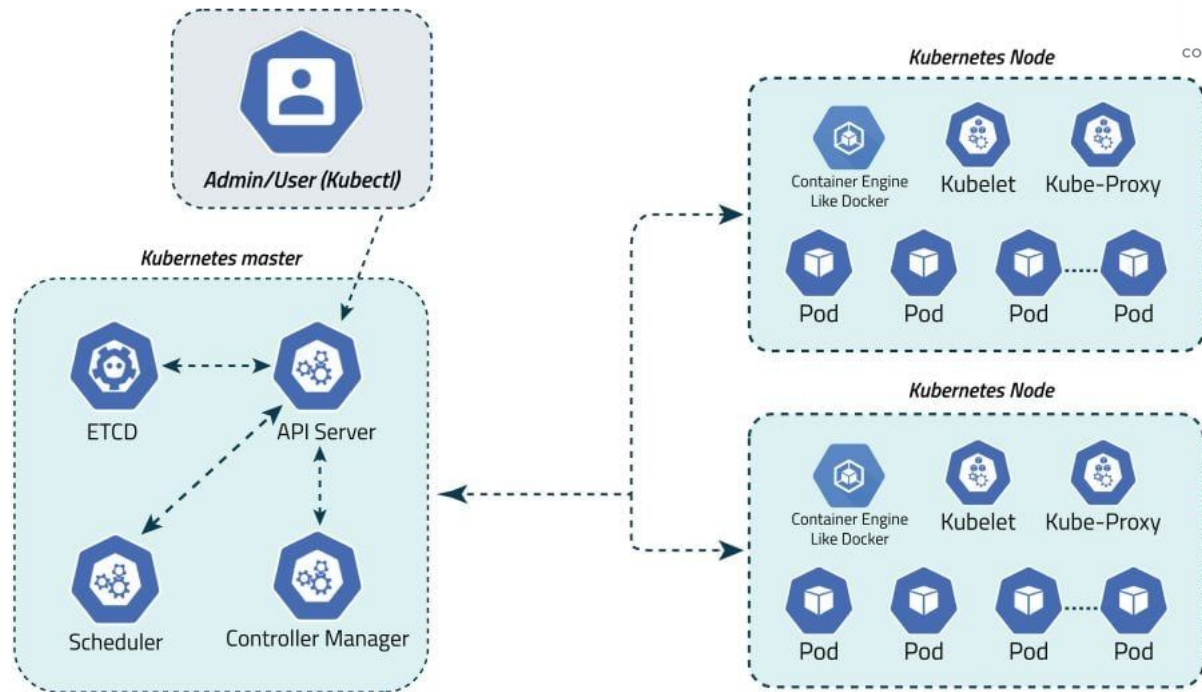 Admin/User (Kubectl)
Kubernetes master
ETCD
API Server
Scheduler
Controller Manager
Kubernetes Node
Container Engine
Like Docker
Kubelet
Kube-Proxy
Pod
Pod
Pod
Pod
Kubernetes Node
Container Engine
Like Docker
Kubelet
Kube-Proxy
Pod
Pod
Pod
Pod